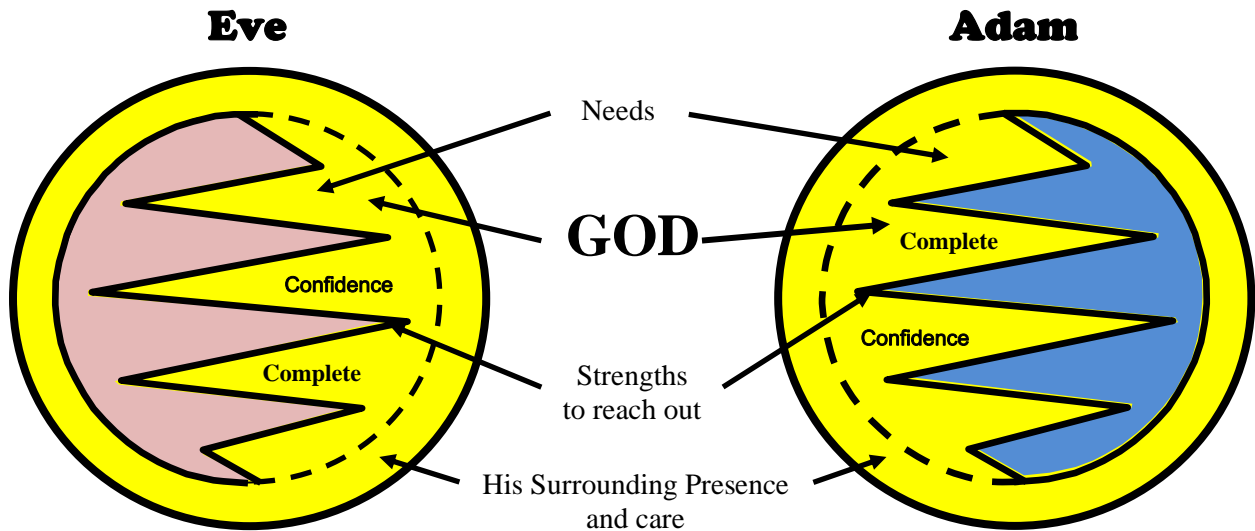 Eve
Adam
Needs
GOD
Complete
Confidence
Confidence
Complete
Strengths
to reach out
His Surrounding Presence
and care